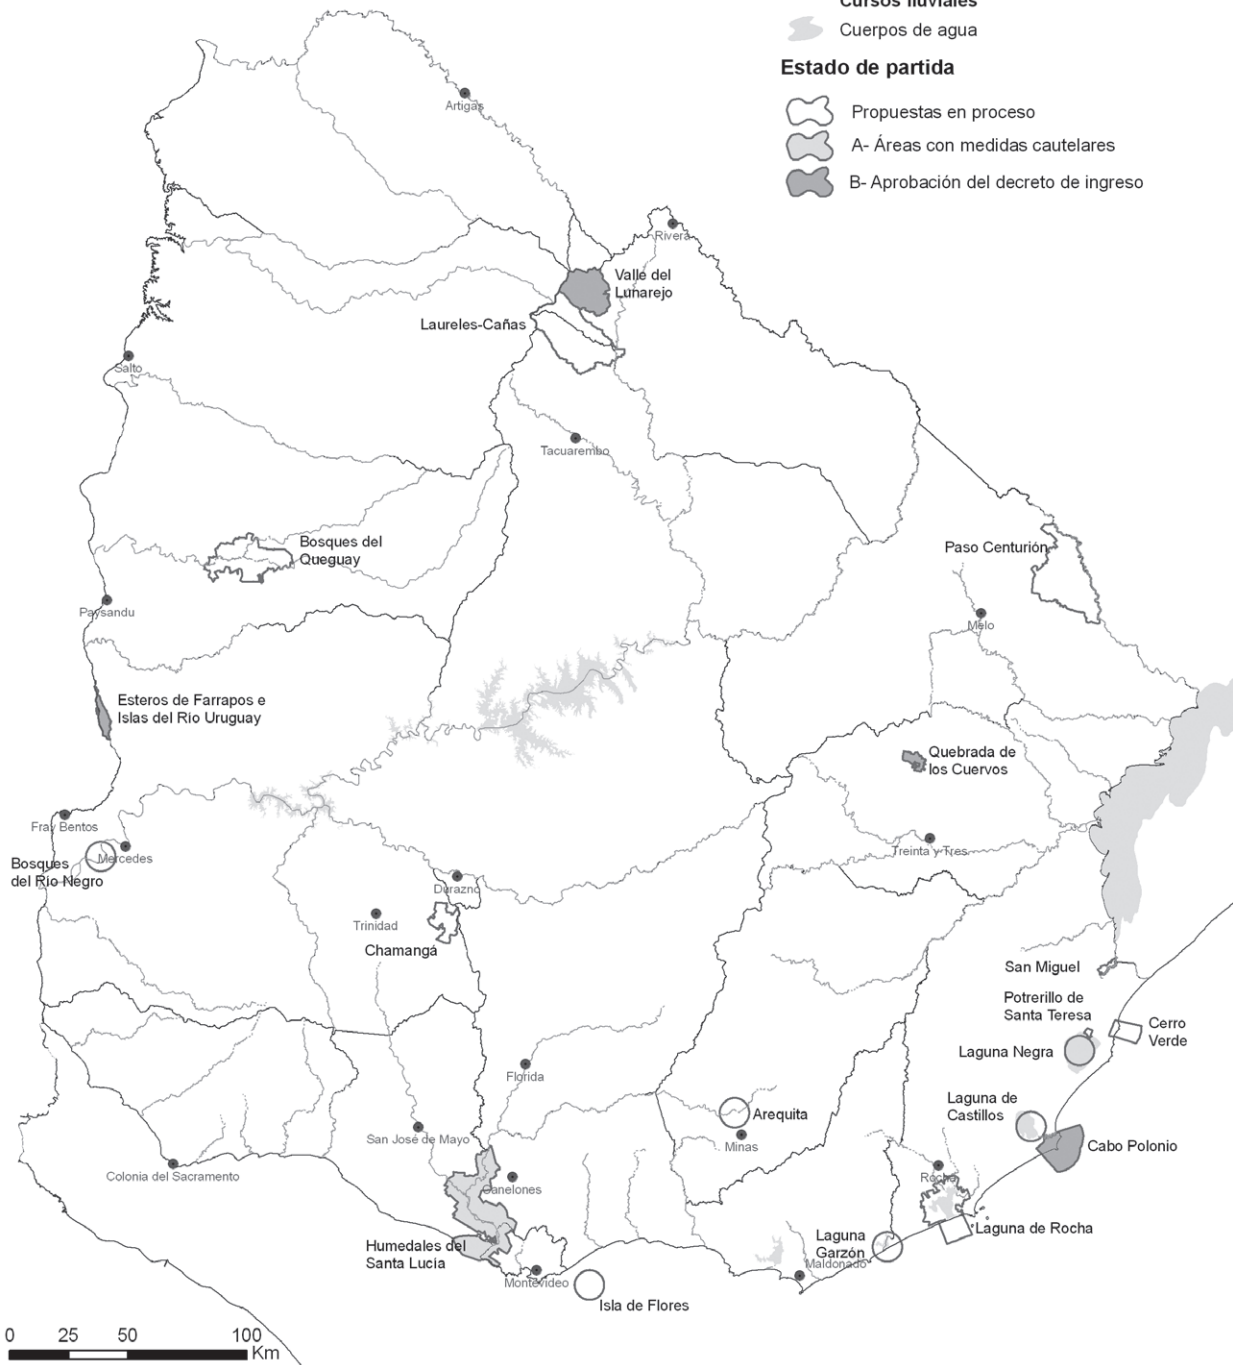 Cursos fluviales
Cuerpos de agua
Estado de partida
Propuestas en proceso
A- Áreas con medidas cautelares
B- Aprobación del decreto de ingreso
Artigas
Rivera
Valle del
Lunarejo
Laureles-Cañas
Salto
Tacuarembo
Bosques del
Queguay
Paso Centurión
Paysandu
Melo
Esteros de Farrapos e
Islas del Rio Uruguay
Quebrada de
los Cuervos
Fray Bentos
Mercedes
Bosques
del Río Negro
Treinta y Tres
Durazno
Trinidad
Chamangá
San Miguel
Potrerillo de
Santa Teresa
Cerro
Verde
Laguna Negra
Florida
Laguna de
Castillos
Arequita
San José de Mayo
Minas
Cabo Polonio
Colonia del Sacramento
Canelones
Rocha
Laguna de Rocha
Humedales del
Santa Lucía
Laguna
Garzón
Maldonado
Montevideo
Isla de Flores
0 25 50 100
Km